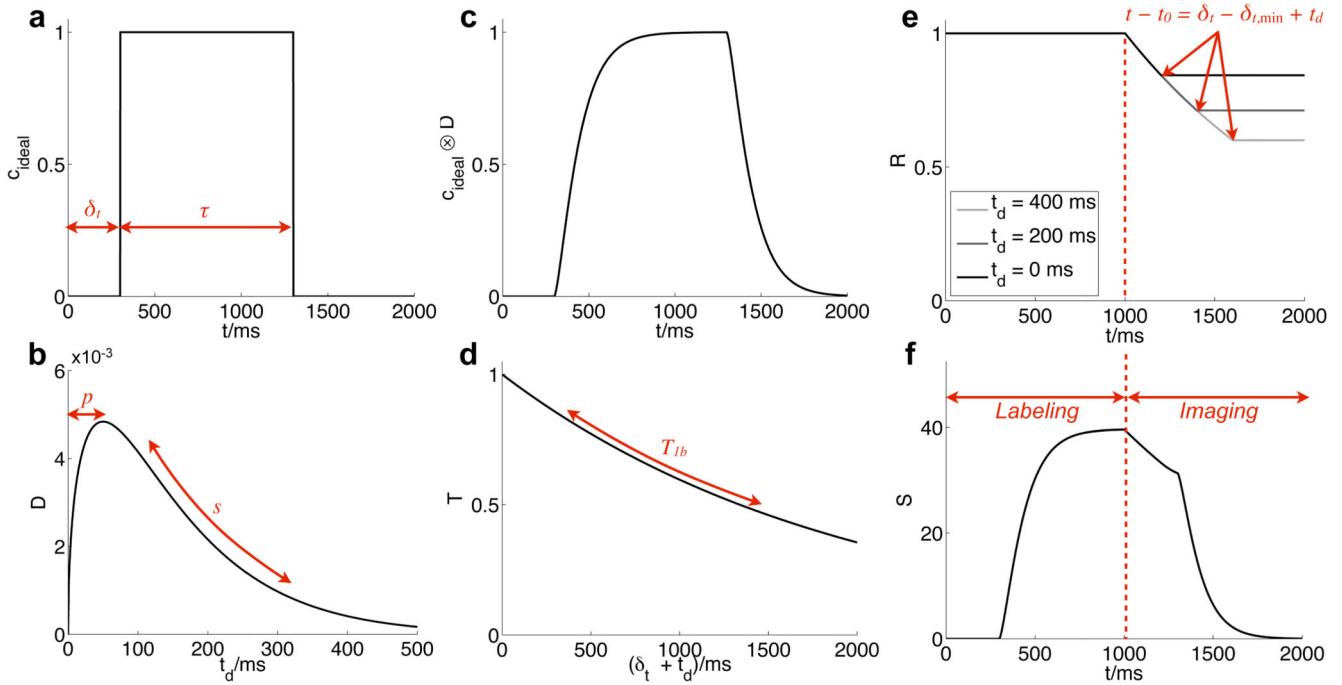 a
1
c_ideal
0.5
δ_t
τ
0
0 500 1000 1500 2000
t/ms
c
1
c_ideal ⊗ D
0.5
0
0 500 1000 1500 2000
t/ms
e
t − t_0 = δ_t − δ_t,min + t_d
1
R
0.5
t_d = 400 ms
t_d = 200 ms
t_d = 0 ms
0
0 500 1000 1500 2000
t/ms
b
x10^-3
6
p
4
D
s
2
0
0 100 200 300 400 500
t_d/ms
d
1
T_1b
T
0.5
0
0 500 1000 1500 2000
(δ_t + t_d)/ms
f
Labeling Imaging
40
S
20
0
0 500 1000 1500 2000
t/ms